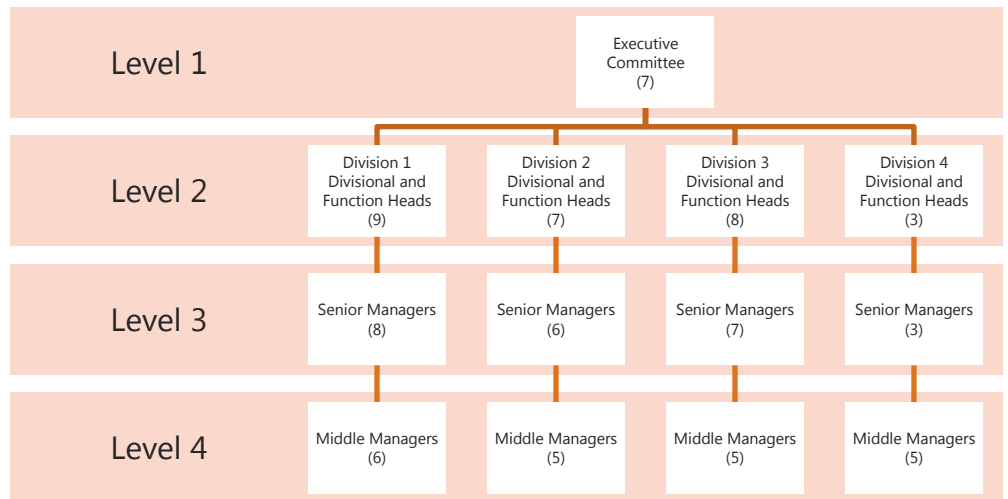 Level 1
Executive
Committee
(7)
Level 2
Division 1
Divisional and
Function Heads
(9)
Division 2
Divisional and
Function Heads
(7)
Division 3
Divisional and
Function Heads
(8)
Division 4
Divisional and
Function Heads
(3)
Level 3
Senior Managers
(8)
Senior Managers
(6)
Senior Managers
(7)
Senior Managers
(3)
Level 4
Middle Managers
(6)
Middle Managers
(5)
Middle Managers
(5)
Middle Managers
(5)